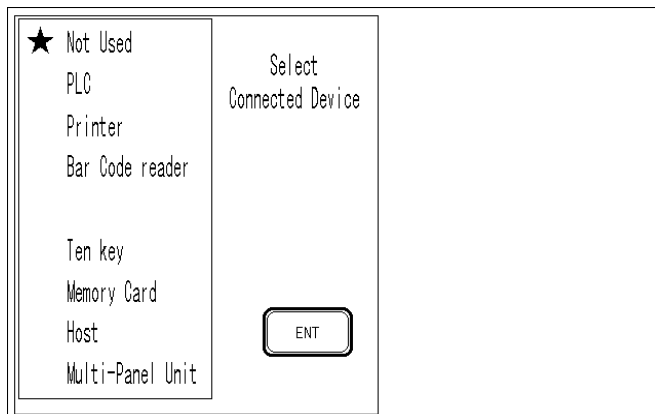 ★ Not Used
PLC
Printer
Bar Code reader
Ten key
Memory Card
Host
Multi-Panel Unit
Select
Connected Device
ENT